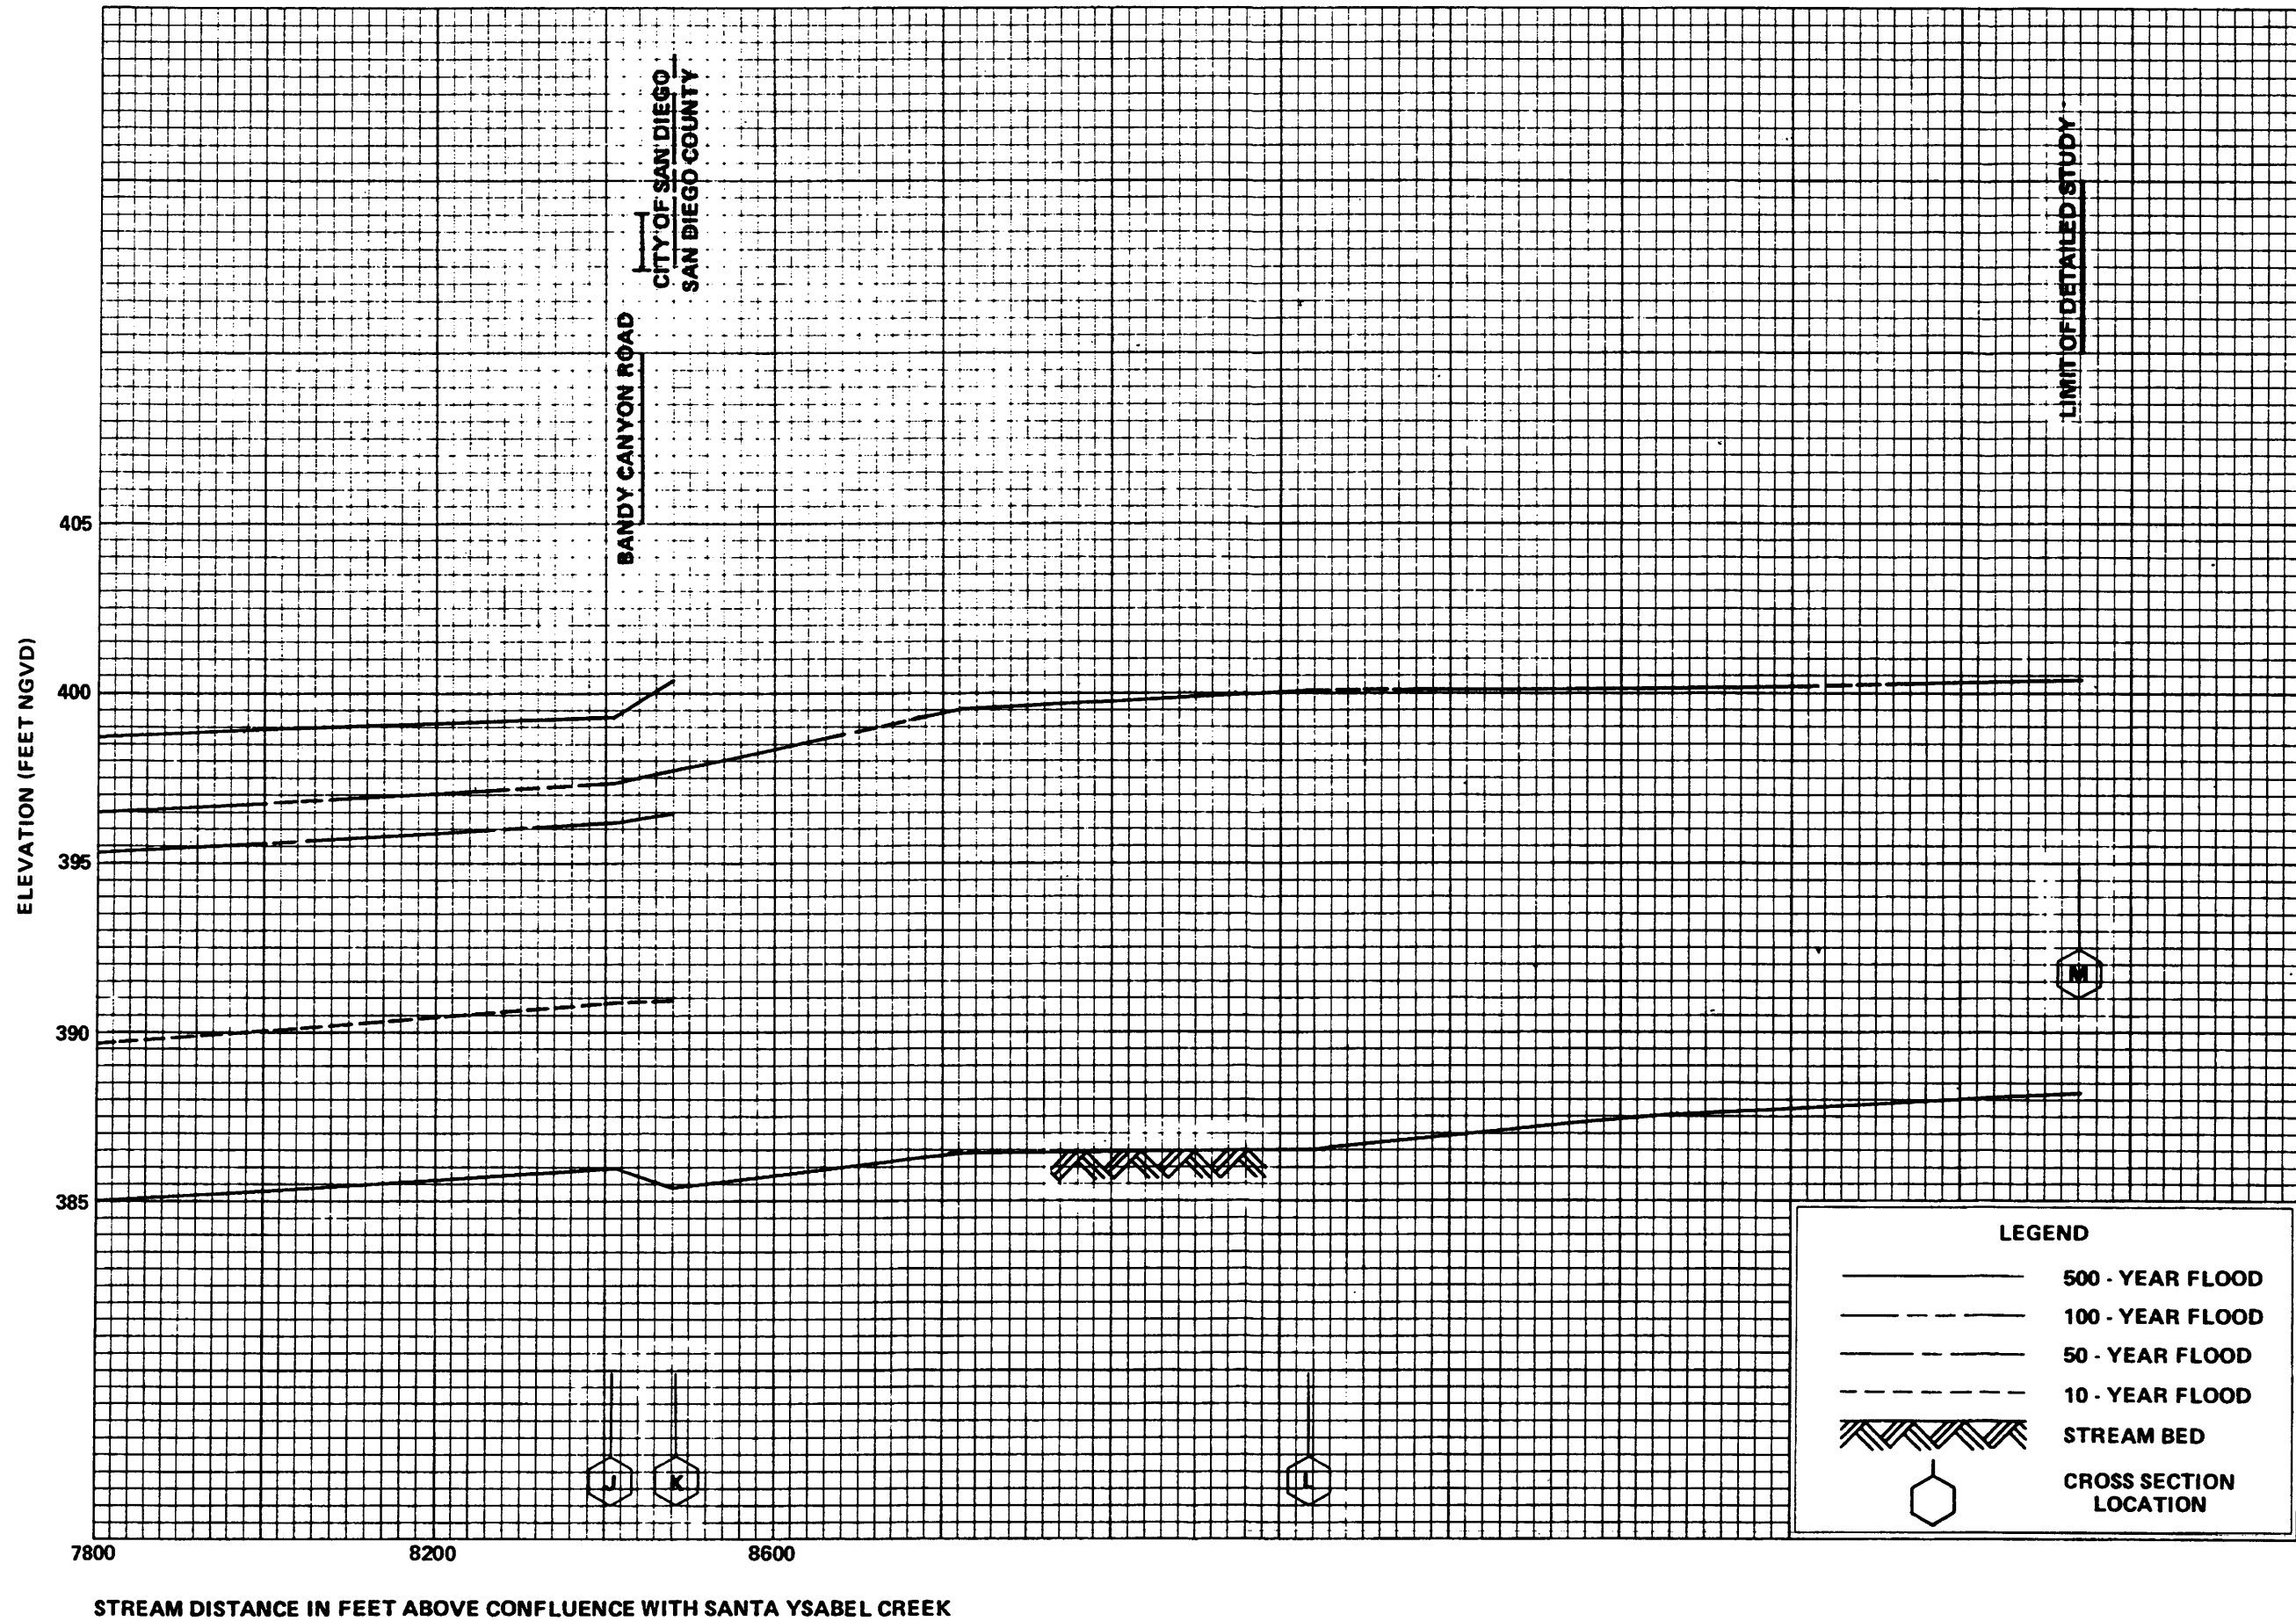 CITY OF SAN DIEGO
SAN DIEGO COUNTY
LIMIT OF DETAILED STUDY
BANDY CANYON ROAD
ELEVATION (FEET NGVD)
405
400
395
390
385
M
J
K
L
LEGEND
500 - YEAR FLOOD
100 - YEAR FLOOD
50 - YEAR FLOOD
10 - YEAR FLOOD
STREAM BED
CROSS SECTION
LOCATION
7800
8200
8600
STREAM DISTANCE IN FEET ABOVE CONFLUENCE WITH SANTA YSABEL CREEK